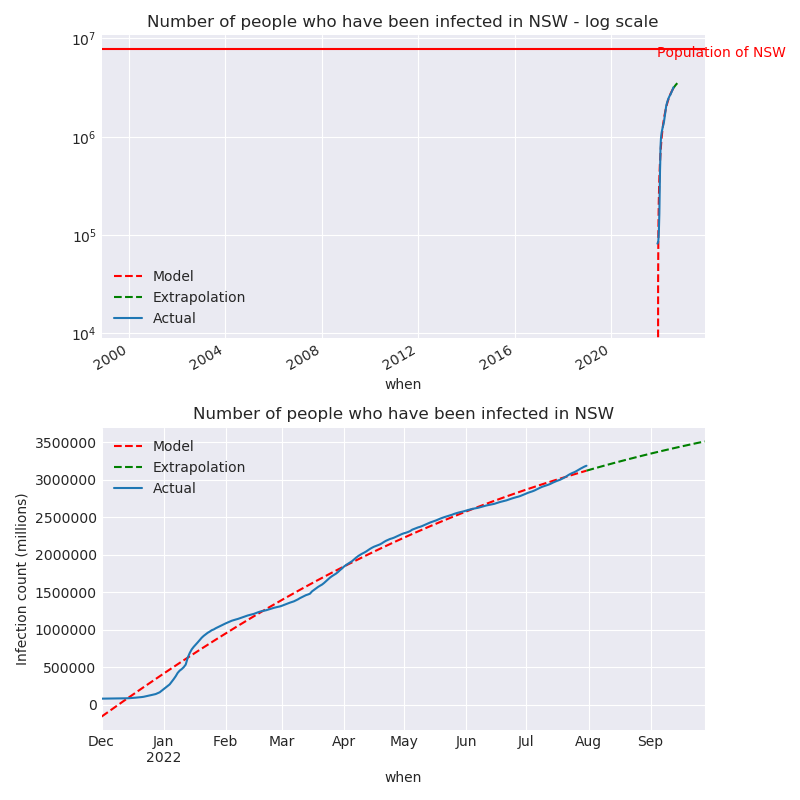 Number of people who have been infected in NSW - log scale
10^7
Population of NSW
10^6
10^5
10^4
Model
Extrapolation
Actual
2000 2004 2008 2012 2016 2020
when
Number of people who have been infected in NSW
Infection count (millions)
3500000
3000000
2500000
2000000
1500000
1000000
500000
0
Model
Extrapolation
Actual
Dec Jan Feb Mar Apr May Jun Jul Aug Sep
2022
when